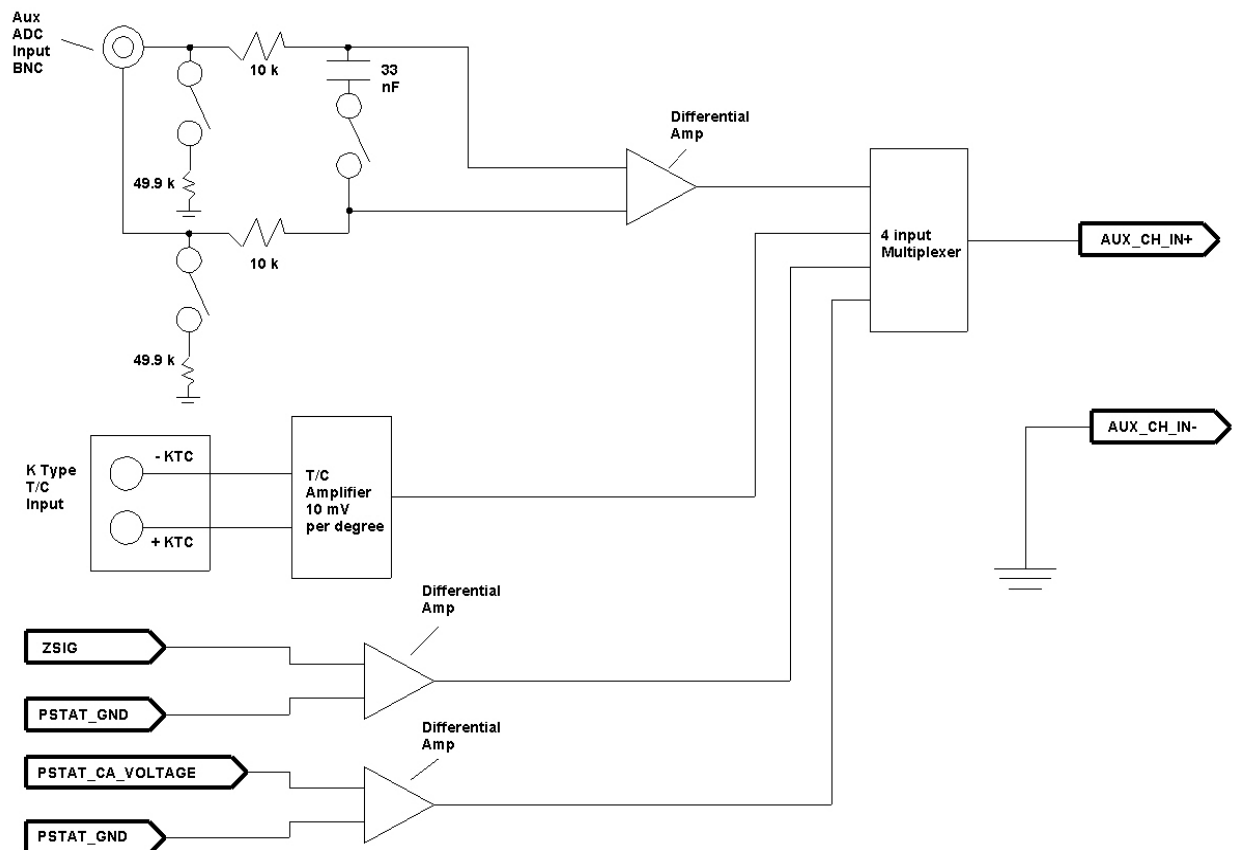 Aux
ADC
Input
BNC
10 k
33
nF
Differential
Amp
49.9 k
4 input
Multiplexer
AUX_CH_IN+
10 k
49.9 k
AUX_CH_IN-
K Type
T/C
Input
- KTC
+ KTC
T/C
Amplifier
10 mV
per degree
Differential
Amp
ZSIG
PSTAT_GND
Differential
Amp
PSTAT_CA_VOLTAGE
PSTAT_GND